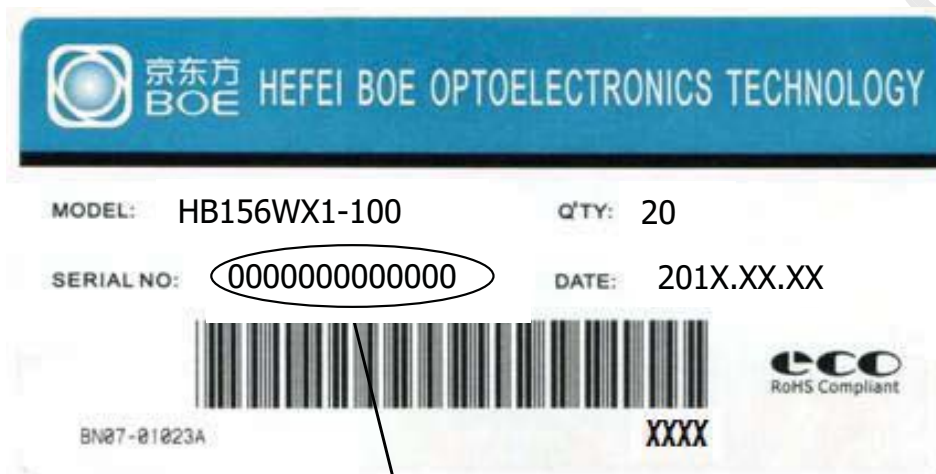 京东方
BOE
HEFEI BOE OPTOELECTRONICS TECHNOLOGY
MODEL: HB156WX1-100 Q'TY: 20
SERIAL NO: 0000000000000 DATE: 201X.XX.XX
eco
RoHS Compliant
BN07-01023A XXXX